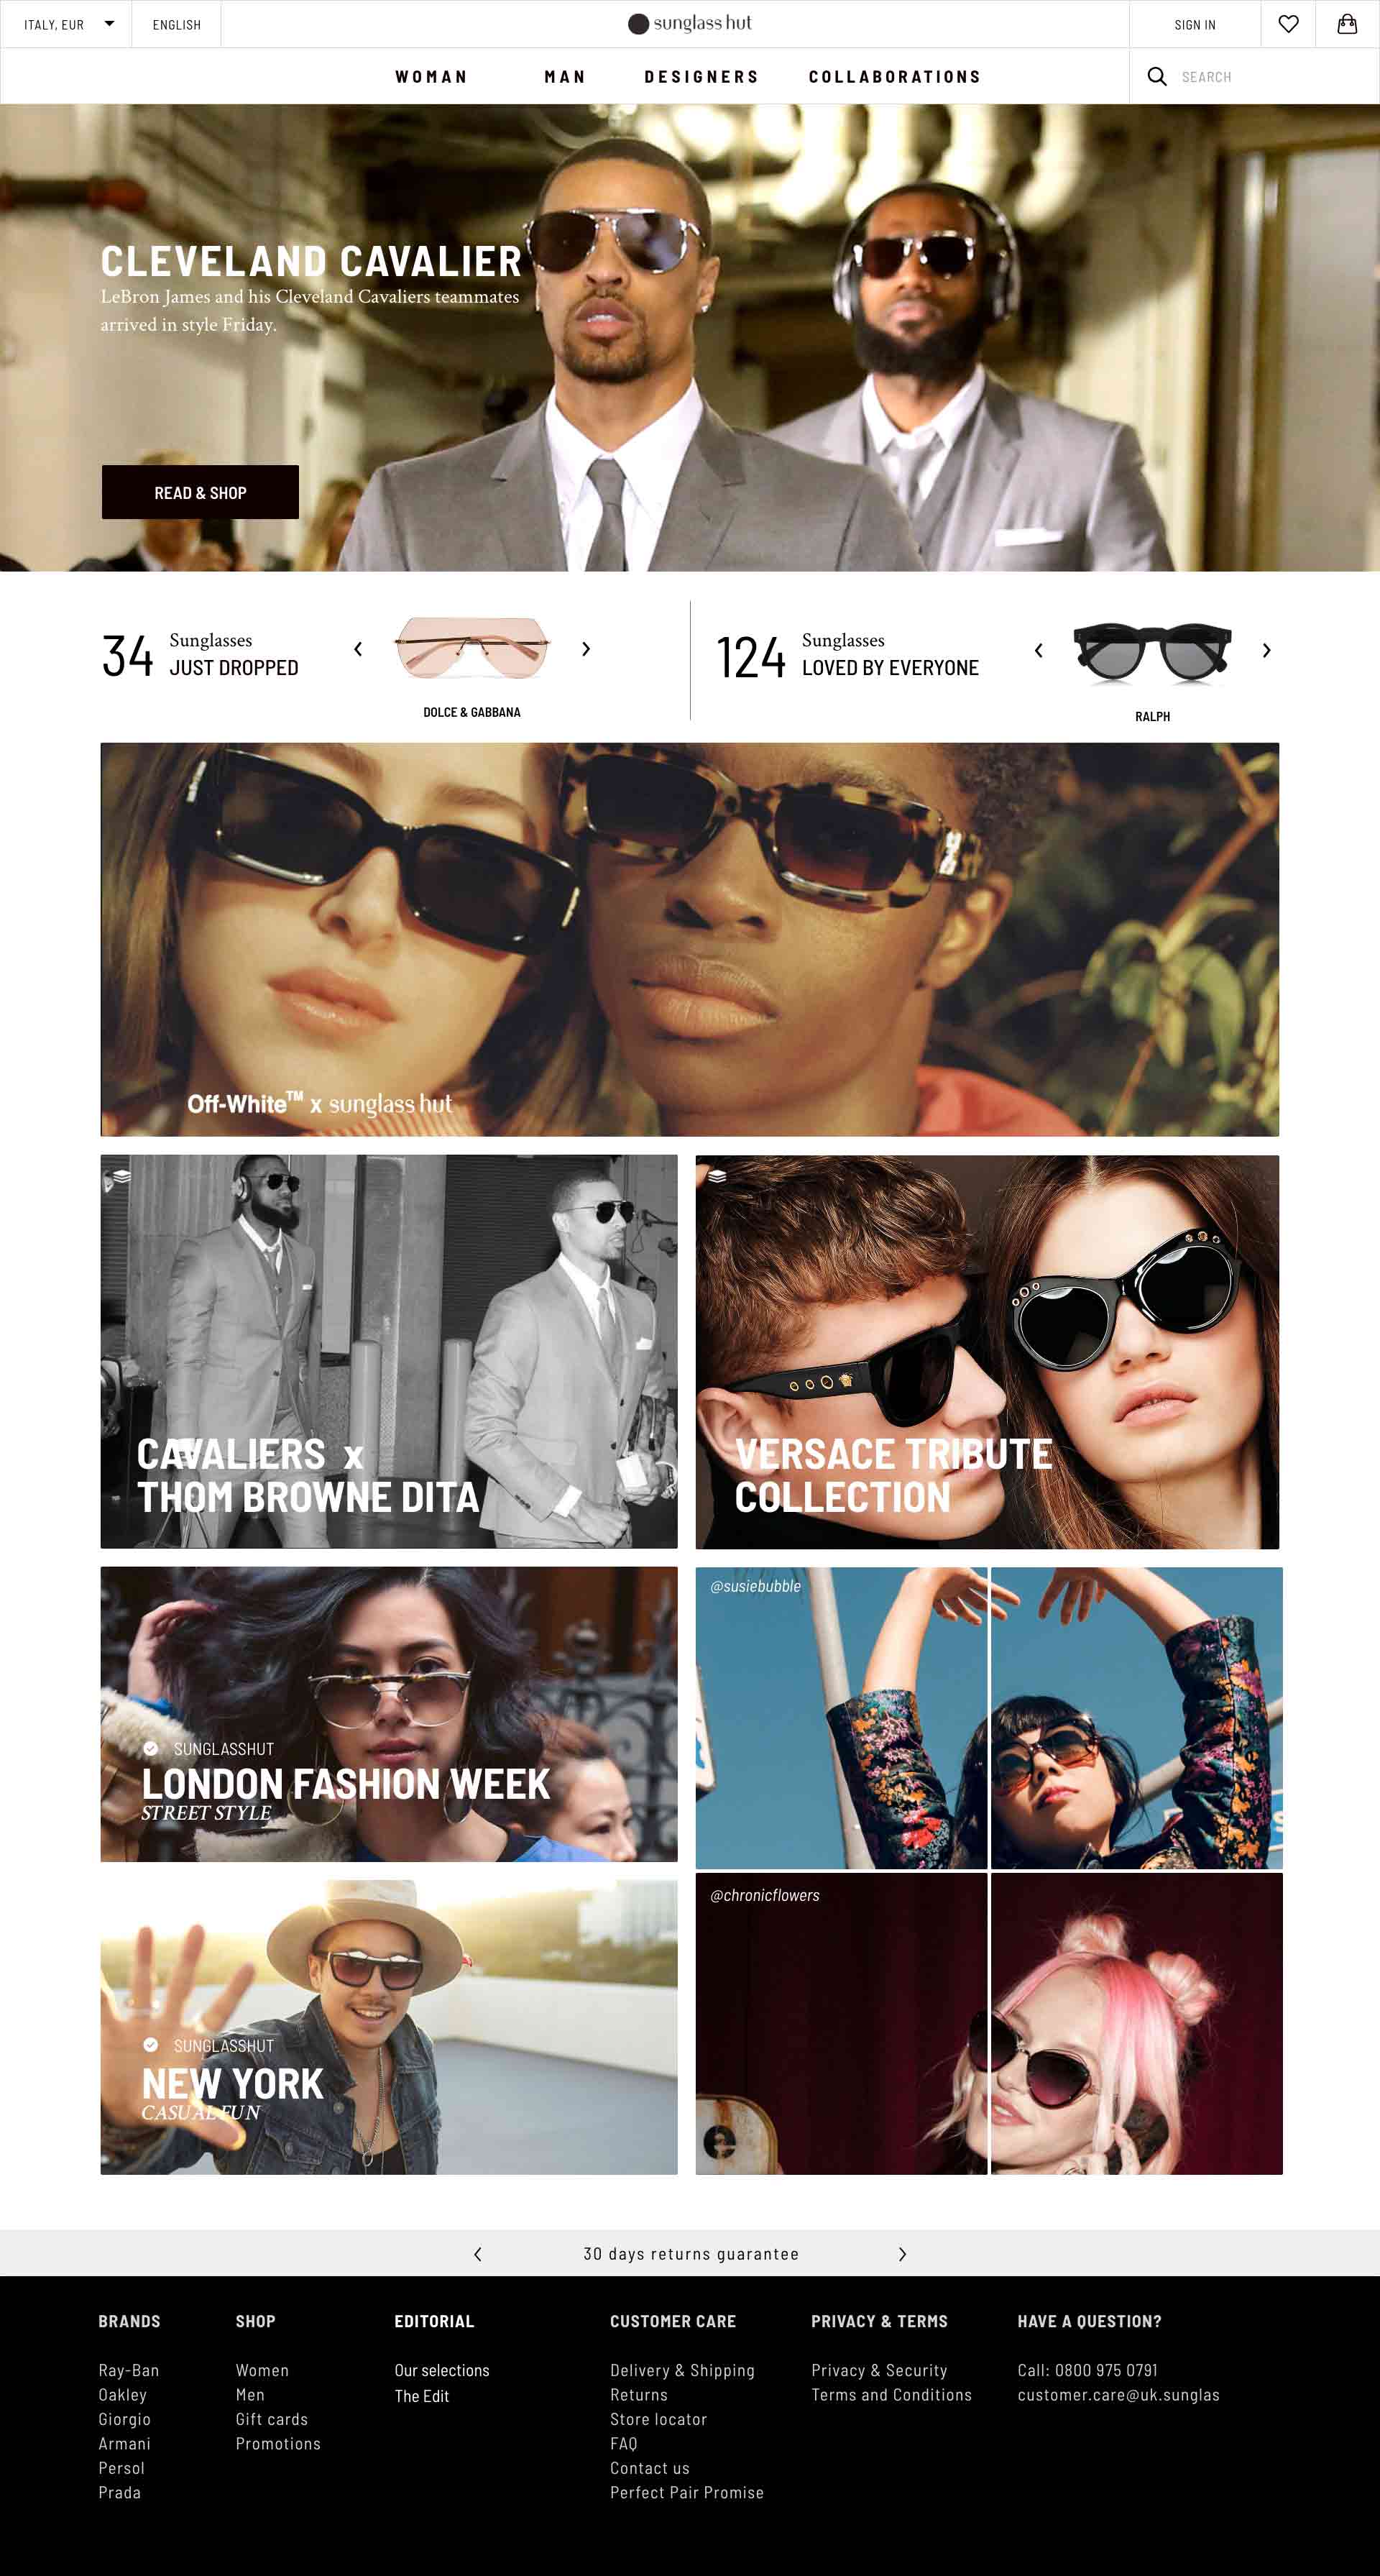 ITALY, EUR
ENGLISH
sunglass hut
SIGN IN
WOMAN
MAN
DESIGNERS
COLLABORATIONS
SEARCH
CLEVELAND CAVALIER
LeBron James and his Cleveland Cavaliers teammates
arrived in style Friday.
READ & SHOP
34
Sunglasses
JUST DROPPED
DOLCE & GABBANA
124
Sunglasses
LOVED BY EVERYONE
RALPH
Off-White™ x sunglass hut
CAVALIERS x
THOM BROWNE DITA
VERSACE TRIBUTE
COLLECTION
SUNGLASSHUT
LONDON FASHION WEEK
STREET STYLE
@susiebubble
SUNGLASSHUT
NEW YORK
CASUAL FUN
@chronicflowers
30 days returns guarantee
BRANDS
Ray-Ban
Oakley
Giorgio
Armani
Persol
Prada
SHOP
Women
Men
Gift cards
Promotions
EDITORIAL
Our selections
The Edit
CUSTOMER CARE
Delivery & Shipping
Returns
Store locator
FAQ
Contact us
Perfect Pair Promise
PRIVACY & TERMS
Privacy & Security
Terms and Conditions
HAVE A QUESTION?
Call: 0800 975 0791
customer.care@uk.sunglas